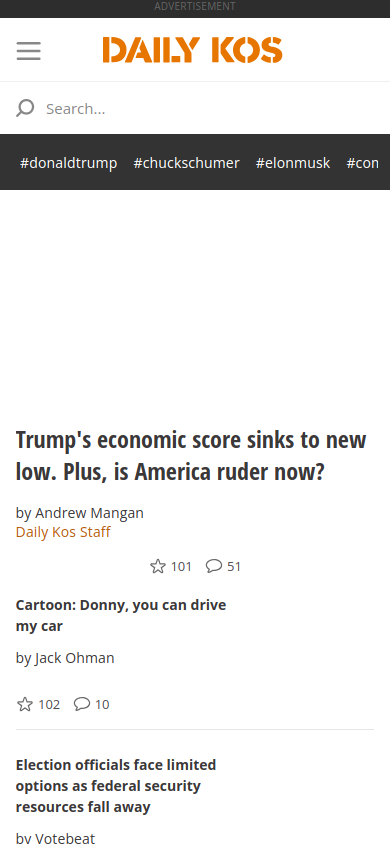 ADVERTISEMENT
DAILY KOS
Search...
#donaldtrump #chuckschumer #elonmusk #con
Trump's economic score sinks to new
low. Plus, is America ruder now?
by Andrew Mangan
Daily Kos Staff
101 51
Cartoon: Donny, you can drive
my car
by Jack Ohman
102 10
Election officials face limited
options as federal security
resources fall away
by Votebeat